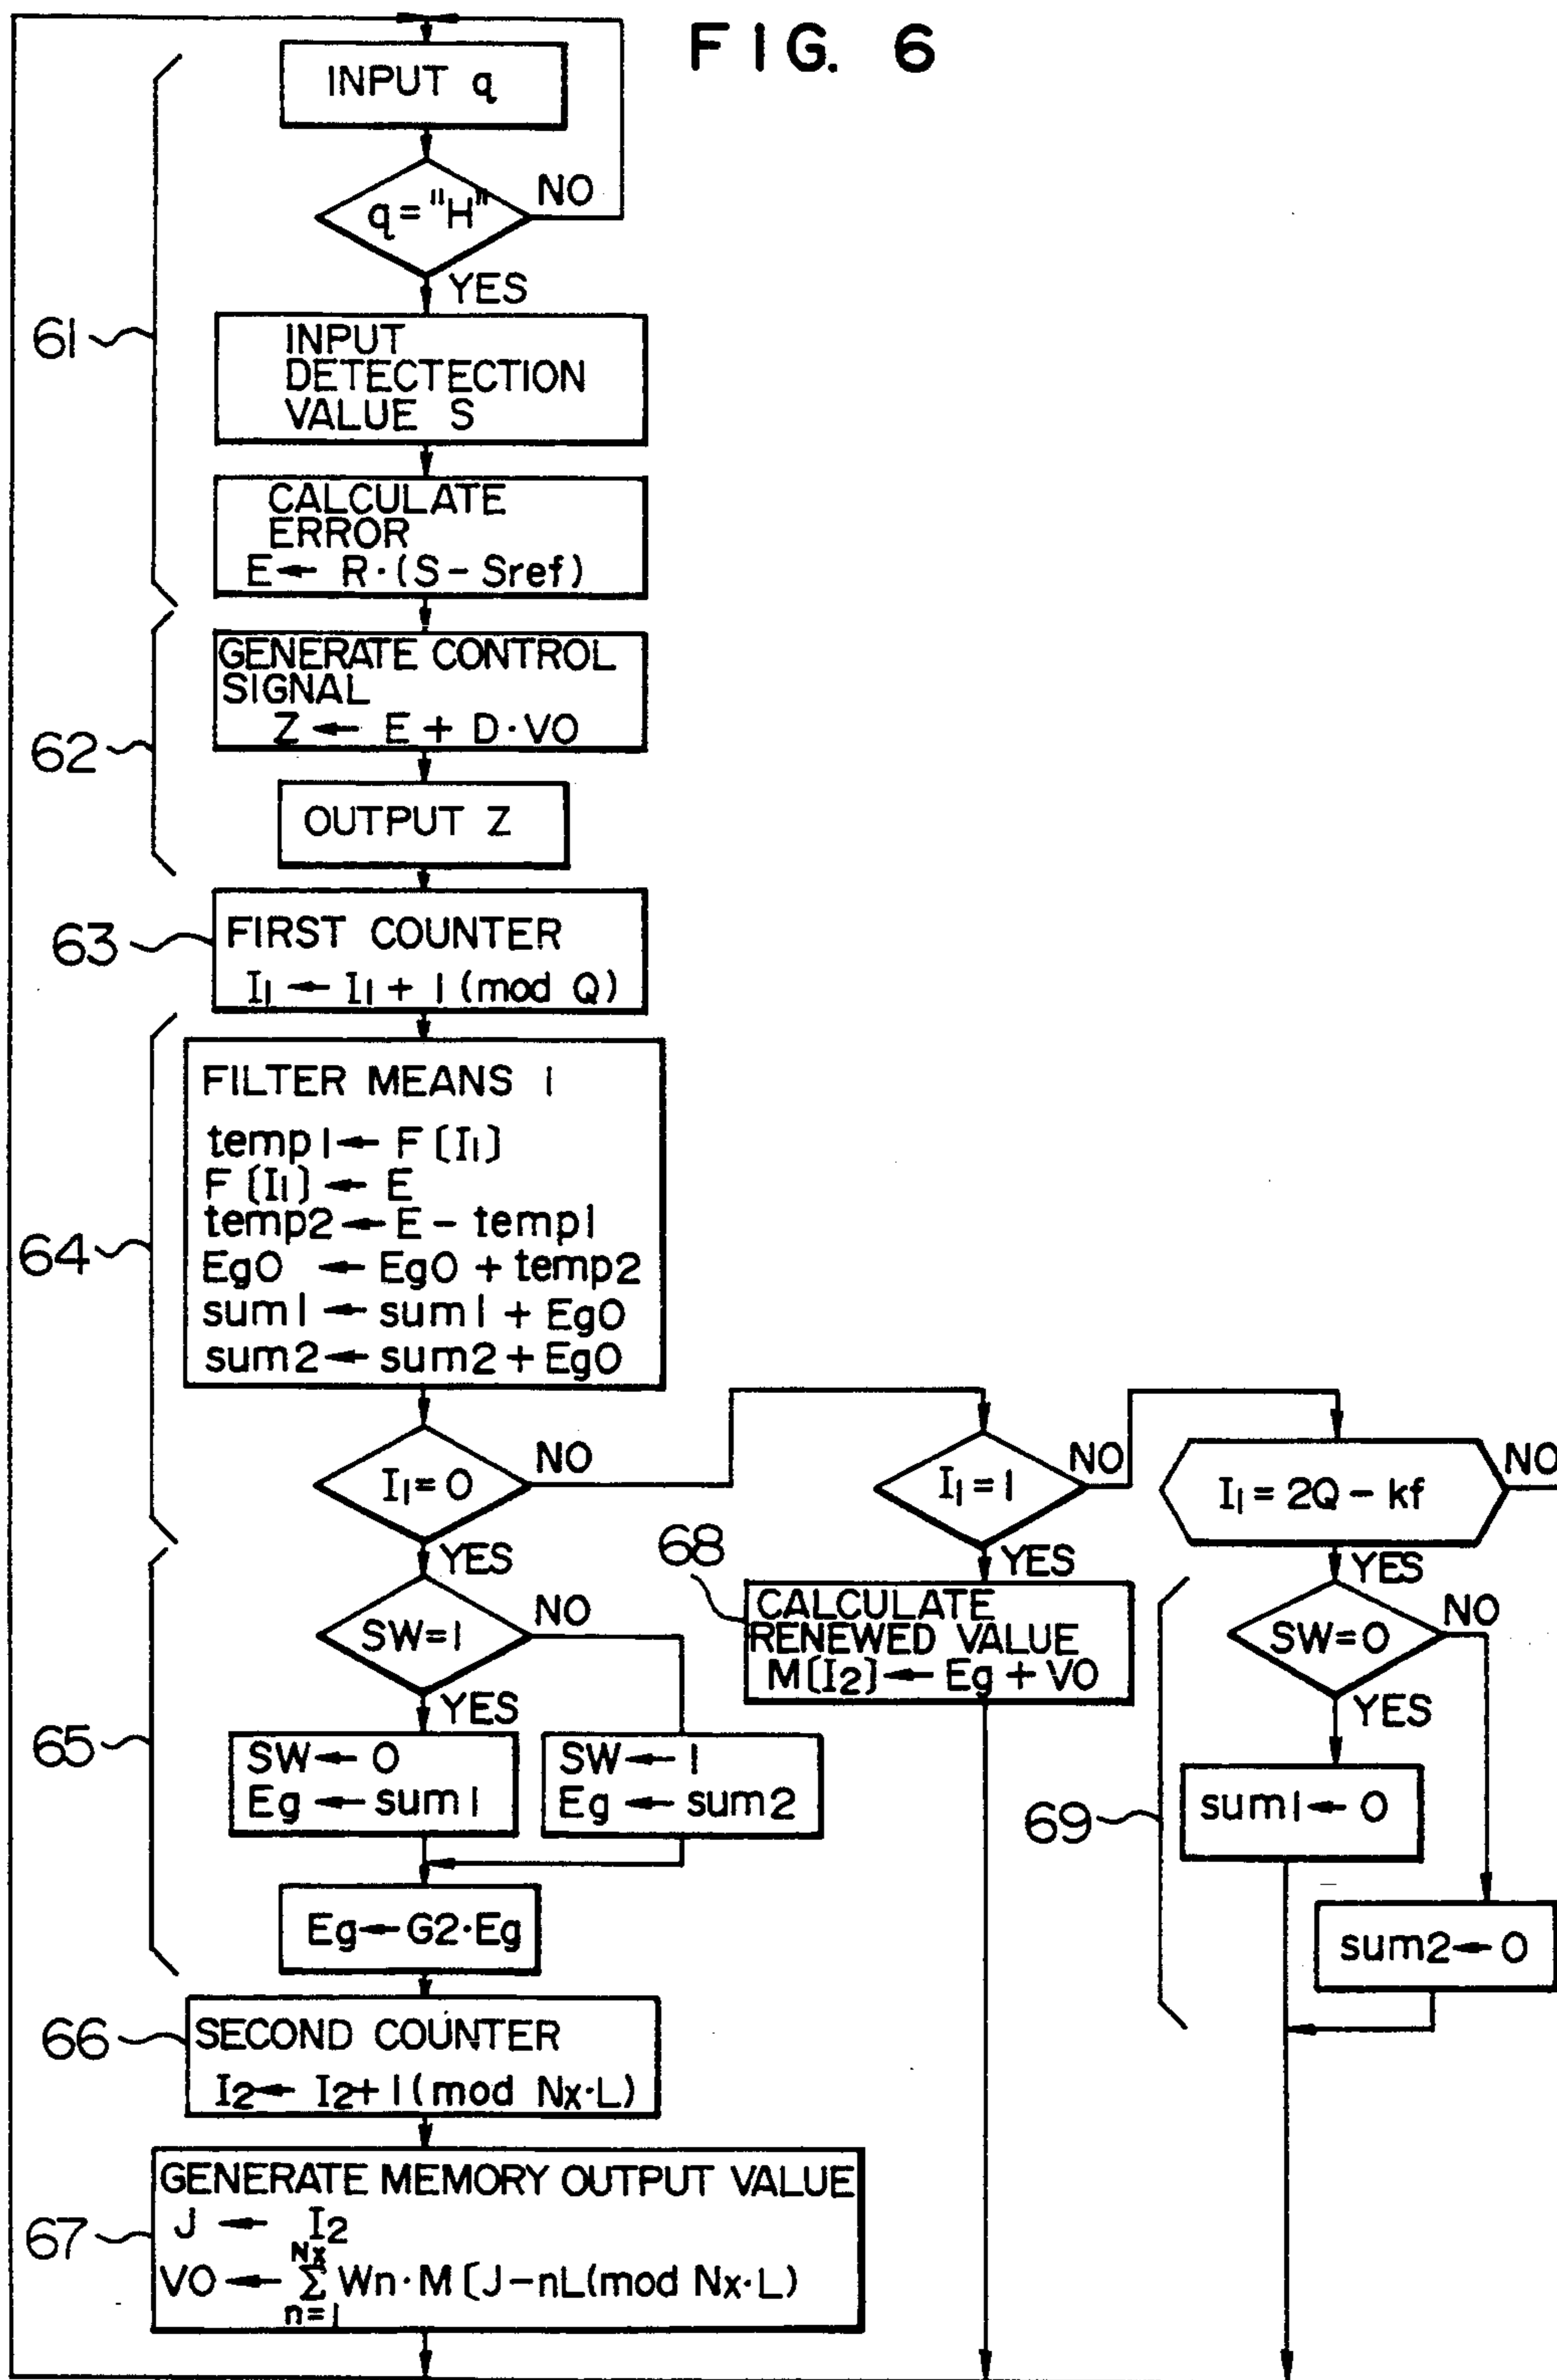 FIG. 6
INPUT q
q = "H"
NO
YES
61
INPUT
DETECTECTION
VALUE S
CALCULATE
ERROR
E ← R·(S - Sref)
62
GENERATE CONTROL
SIGNAL
Z ← E + D·VO
OUTPUT Z
63
FIRST COUNTER
I1 ← I1 + 1 (mod Q)
64
FILTER MEANS 1
temp1 ← F [I1]
F [I1] ← E
temp2 ← E - temp1
Eg0 ← Eg0 + temp2
sum1 ← sum1 + Eg0
sum2 ← sum2 + Eg0
I1 = 0
NO
YES
I1 = 1
NO
YES
I1 = 2Q - kf
NO
YES
65
SW=1
NO
YES
SW ← 0
Eg ← sum1
SW ← 1
Eg ← sum2
Eg ← G2·Eg
68
CALCULATE
RENEWED VALUE
M[I2] ← Eg + VO
69
SW=0
NO
YES
sum1 ← 0
sum2 ← 0
66
SECOND COUNTER
I2 ← I2 + 1 (mod Nx·L)
67
GENERATE MEMORY OUTPUT VALUE
J ← I2
VO ← Nx Σ n=1 Wn·M [J-nL(mod Nx·L)